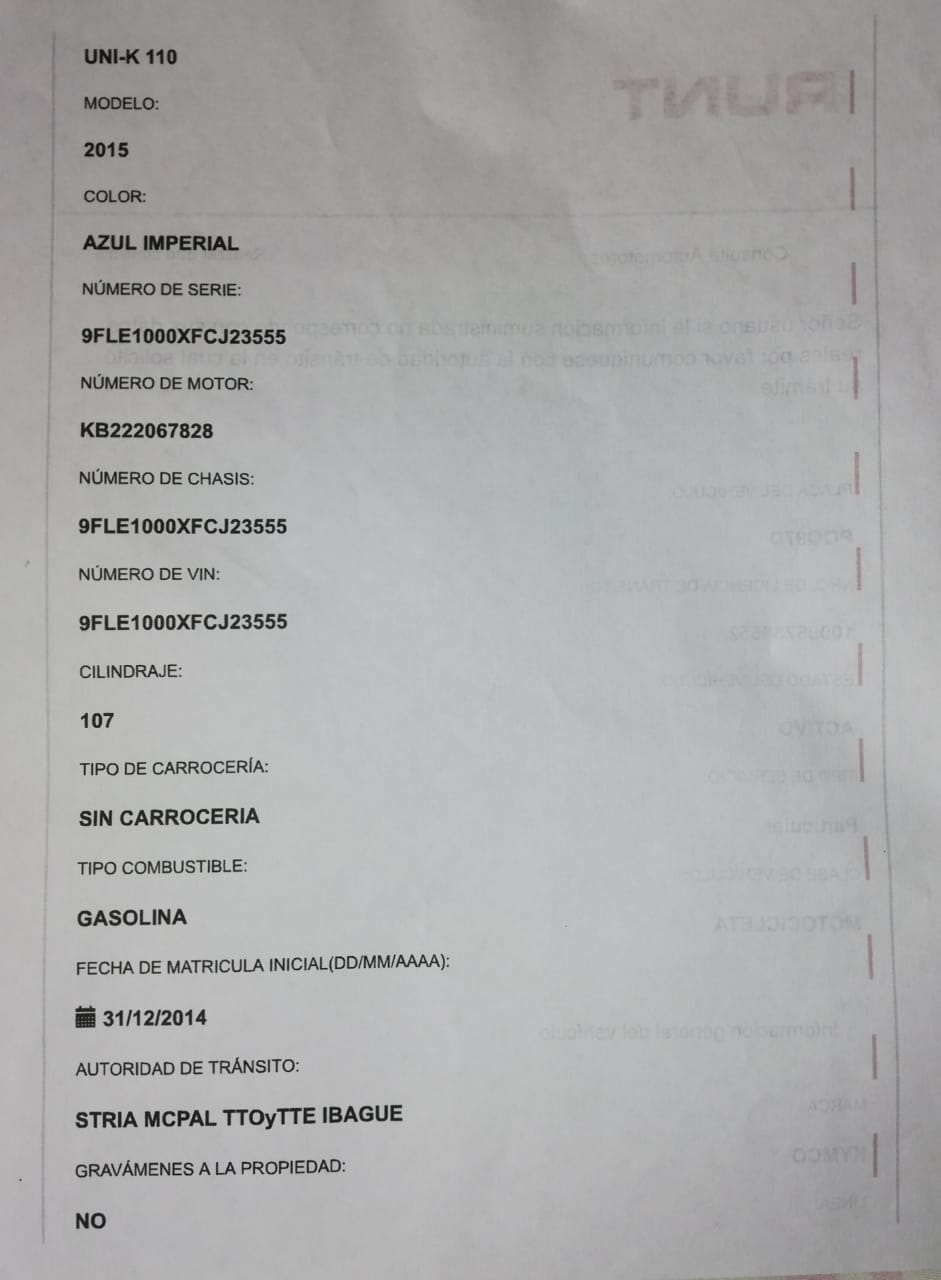 UNI-K 110
MODELO:
2015
COLOR:
AZUL IMPERIAL
NÚMERO DE SERIE:
9FLE1000XFCJ23555
NÚMERO DE MOTOR:
KB222067828
NÚMERO DE CHASIS:
9FLE1000XFCJ23555
NÚMERO DE VIN:
9FLE1000XFCJ23555
CILINDRAJE:
107
TIPO DE CARROCERÍA:
SIN CARROCERIA
TIPO COMBUSTIBLE:
GASOLINA
FECHA DE MATRICULA INICIAL(DD/MM/AAAA):
31/12/2014
AUTORIDAD DE TRÁNSITO:
STRIA MCPAL TTOyTTE IBAGUE
GRAVÁMENES A LA PROPIEDAD:
NO